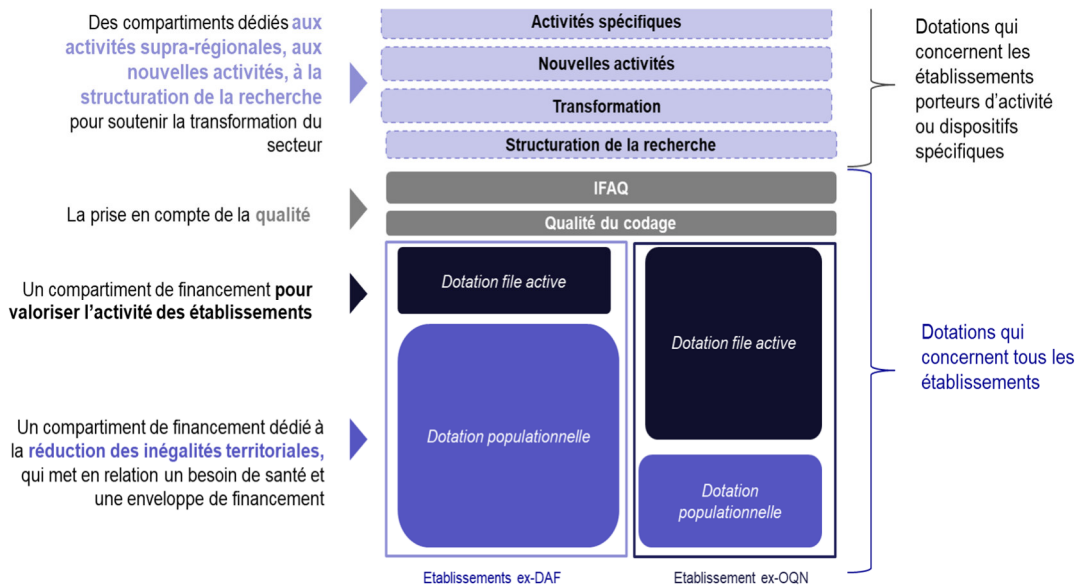 Des compartiments dédiés aux
activités supra-régionales, aux
nouvelles activités, à la
structuration de la recherche
pour soutenir la transformation du
secteur
Activités spécifiques
Nouvelles activités
Transformation
Structuration de la recherche
Dotations qui
concernent les
établissements
porteurs d'activité
ou dispositifs
spécifiques
La prise en compte de la qualité
IFAQ
Qualité du codage
Un compartiment de financement pour
valoriser l'activité des établissements
Dotation file active
Dotation file active
Dotations qui
concernent tous les
établissements
Un compartiment de financement dédié à
la réduction des inégalités territoriales,
qui met en relation un besoin de santé et
une enveloppe de financement
Dotation populationnelle
Dotation
populationnelle
Etablissements ex-DAF
Etablissement ex-OQN